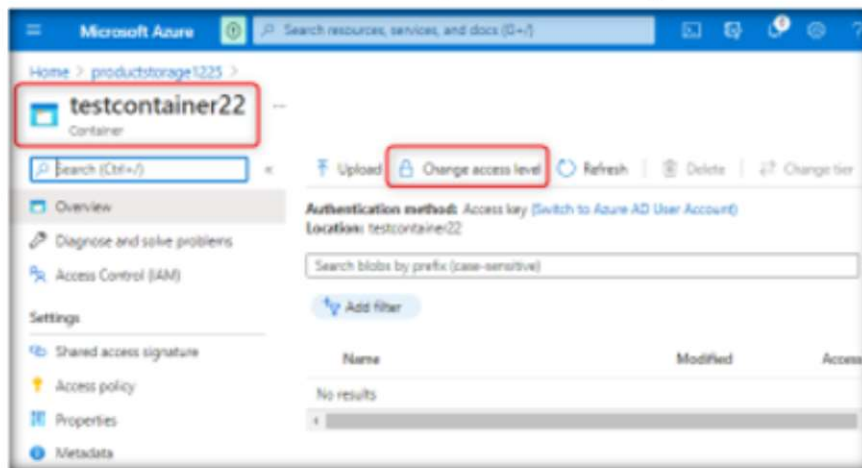 Microsoft Azure
Search resources, services, and docs (G+/)
Home > productstorage1225 >
testcontainer22 ...
Container
Search (Ctrl+/) «
Upload Change access level Refresh Delete Change tier
Overview
Authentication method: Access key (Switch to Azure AD User Account)
Location: testcontainer22
Diagnose and solve problems
Access Control (IAM)
Search blobs by prefix (case-sensitive)
Add filter
Settings
Shared access signature
Name Modified Access
Access policy
No results
Properties
Metadata